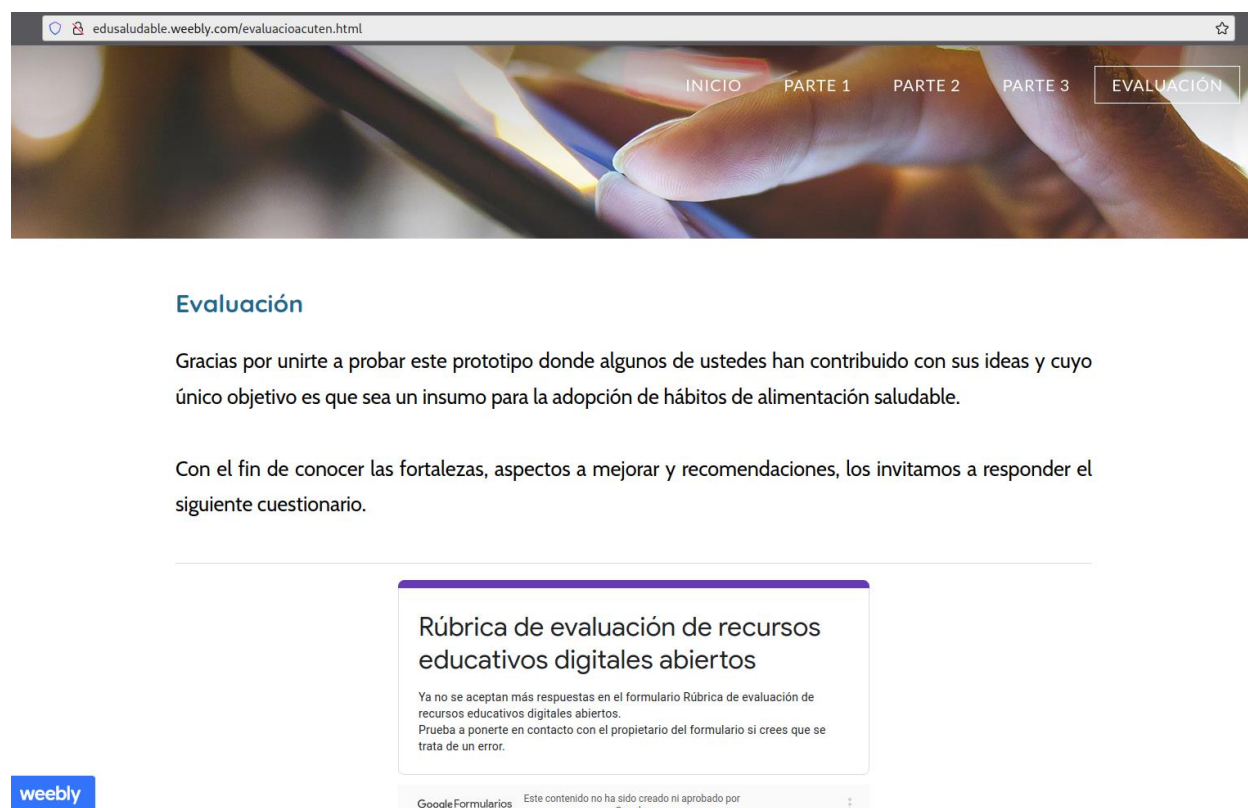 edusaludable.weebly.com/evaluacioacuten.html
INICIO PARTE 1 PARTE 2 PARTE 3 EVALUACIÓN
Evaluación
Gracias por unirte a probar este prototipo donde algunos de ustedes han contribuido con sus ideas y cuyo
único objetivo es que sea un insumo para la adopción de hábitos de alimentación saludable.
Con el fin de conocer las fortalezas, aspectos a mejorar y recomendaciones, los invitamos a responder el
siguiente cuestionario.
Rúbrica de evaluación de recursos
educativos digitales abiertos
Ya no se aceptan más respuestas en el formulario Rúbrica de evaluación de
recursos educativos digitales abiertos.
Prueba a ponerte en contacto con el propietario del formulario si crees que se
trata de un error.
weebly
Google Formularios Este contenido no ha sido creado ni aprobado por